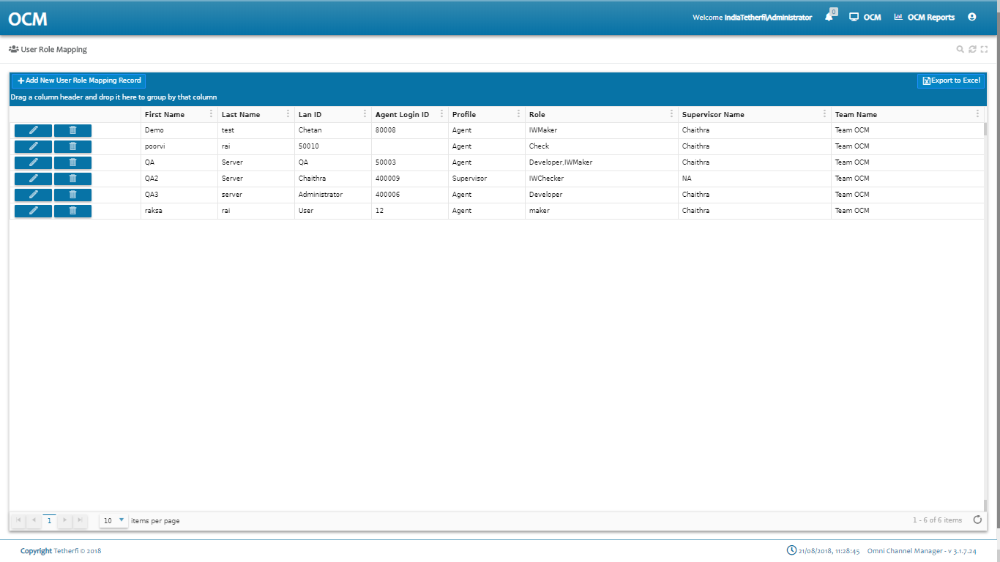 OCM
Welcome IndiaTetherfi\Administrator 0 OCM OCM Reports
User Role Mapping
Add New User Role Mapping Record Export to Excel
Drag a column header and drop it here to group by that column
First Name Last Name Lan ID Agent Login ID Profile Role Supervisor Name Team Name
Demo test Chetan 80008 Agent IWMaker Chaithra Team OCM
poorvi rai 50010 Agent Check Chaithra Team OCM
QA Server QA 50003 Agent Developer,IWMaker Chaithra Team OCM
QA2 Server Chaithra 400009 Supervisor IWChecker NA Team OCM
QA3 server Administrator 400006 Agent Developer Chaithra Team OCM
raksa rai User 12 Agent maker Chaithra Team OCM
1 10 items per page 1 - 6 of 6 items
Copyright Tetherfi © 2018 21/08/2018, 11:28:45 Omni Channel Manager - v 3.1.7.24